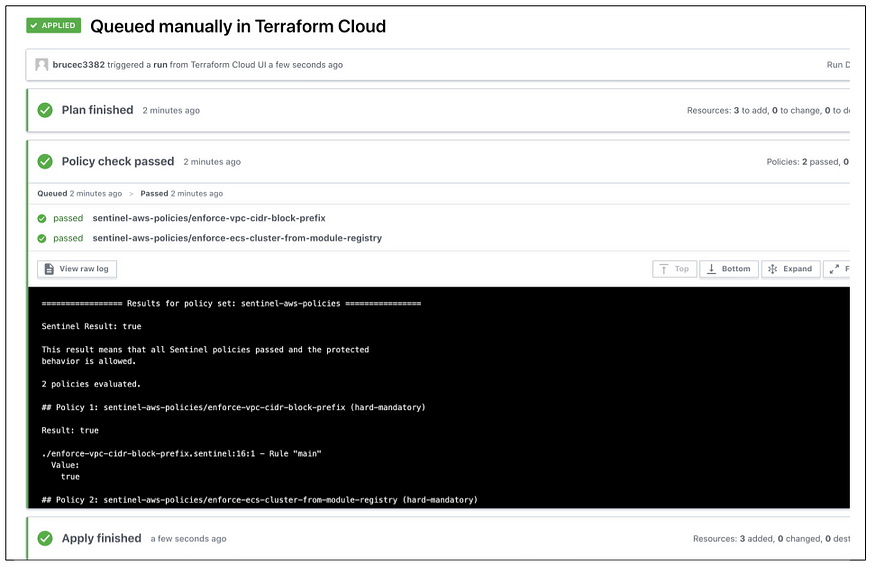 APPLIED Queued manually in Terraform Cloud
brucec3382 triggered a run from Terraform Cloud UI a few seconds ago Run D
Plan finished 2 minutes ago Resources: 3 to add, 0 to change, 0 to de
Policy check passed 2 minutes ago Policies: 2 passed, 0
Queued 2 minutes ago > Passed 2 minutes ago
passed sentinel-aws-policies/enforce-vpc-cidr-block-prefix
passed sentinel-aws-policies/enforce-ecs-cluster-from-module-registry
View raw log Top Bottom Expand F
================= Results for policy set: sentinel-aws-policies ================
Sentinel Result: true
This result means that all Sentinel policies passed and the protected
behavior is allowed.
2 policies evaluated.
## Policy 1: sentinel-aws-policies/enforce-vpc-cidr-block-prefix (hard-mandatory)
Result: true
./enforce-vpc-cidr-block-prefix.sentinel:16:1 - Rule "main"
Value:
true
## Policy 2: sentinel-aws-policies/enforce-ecs-cluster-from-module-registry (hard-mandatory)
Apply finished a few seconds ago Resources: 3 added, 0 changed, 0 dest